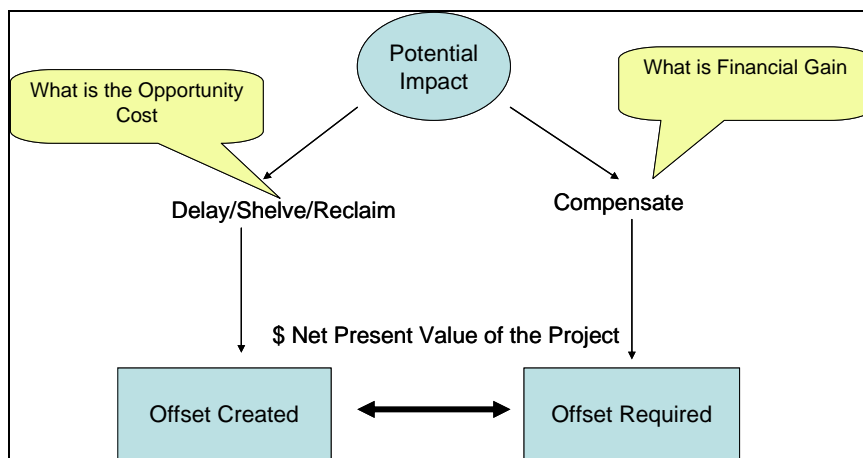 Potential
Impact
What is the Opportunity
Cost
What is Financial Gain
Delay/Shelve/Reclaim
Compensate
$ Net Present Value of the Project
Offset Created
Offset Required